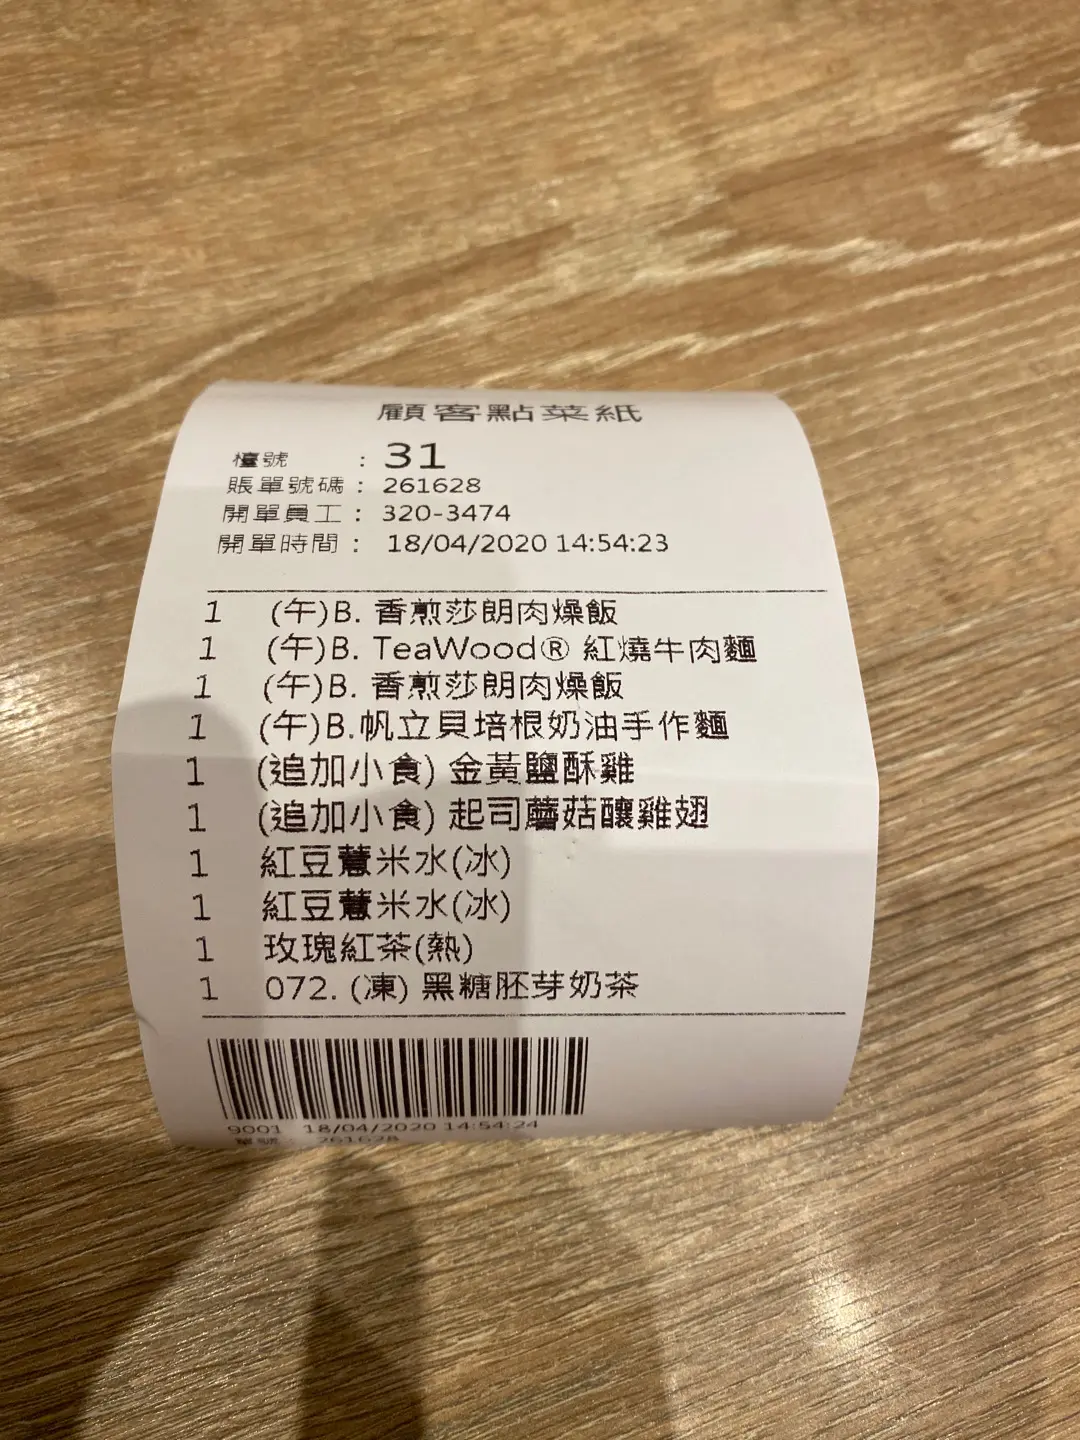 顧客點菜紙
檯號 : 31
賬單號碼 : 261628
開單員工 : 320-3474
開單時間 : 18/04/2020 14:54:23
1 (午)B. 香煎莎朗肉燥飯
1 (午)B. TeaWood® 紅燒牛肉麵
1 (午)B. 香煎莎朗肉燥飯
1 (午)B.帆立貝培根奶油手作麵
1 (追加小食) 金黃鹽酥雞
1 (追加小食) 起司蘑菇釀雞翅
1 紅豆薏米水(冰)
1 紅豆薏米水(冰)
1 玫瑰紅茶(熱)
1 072. (凍) 黑糖胚芽奶茶
9001 18/04/2020 14:54:24
單號: 261628